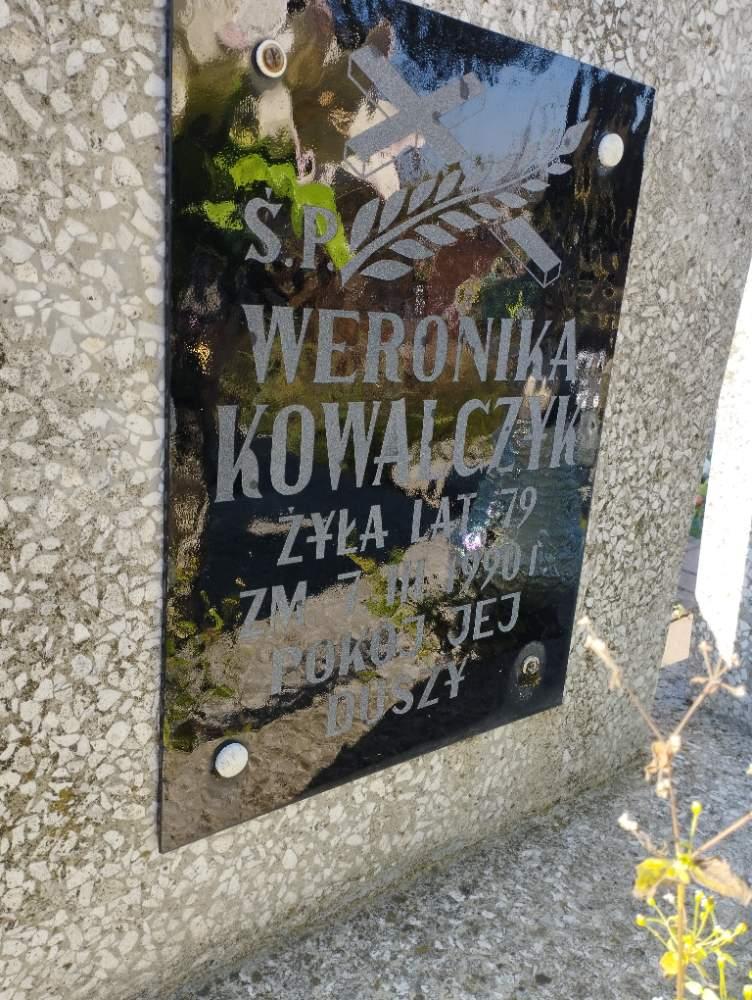 Ś.P.
WERONIKA
KOWALCZYK
ŻYŁA LAT 79
ZM 7 III 1990 r.
POKÓJ JEJ
DUSZY